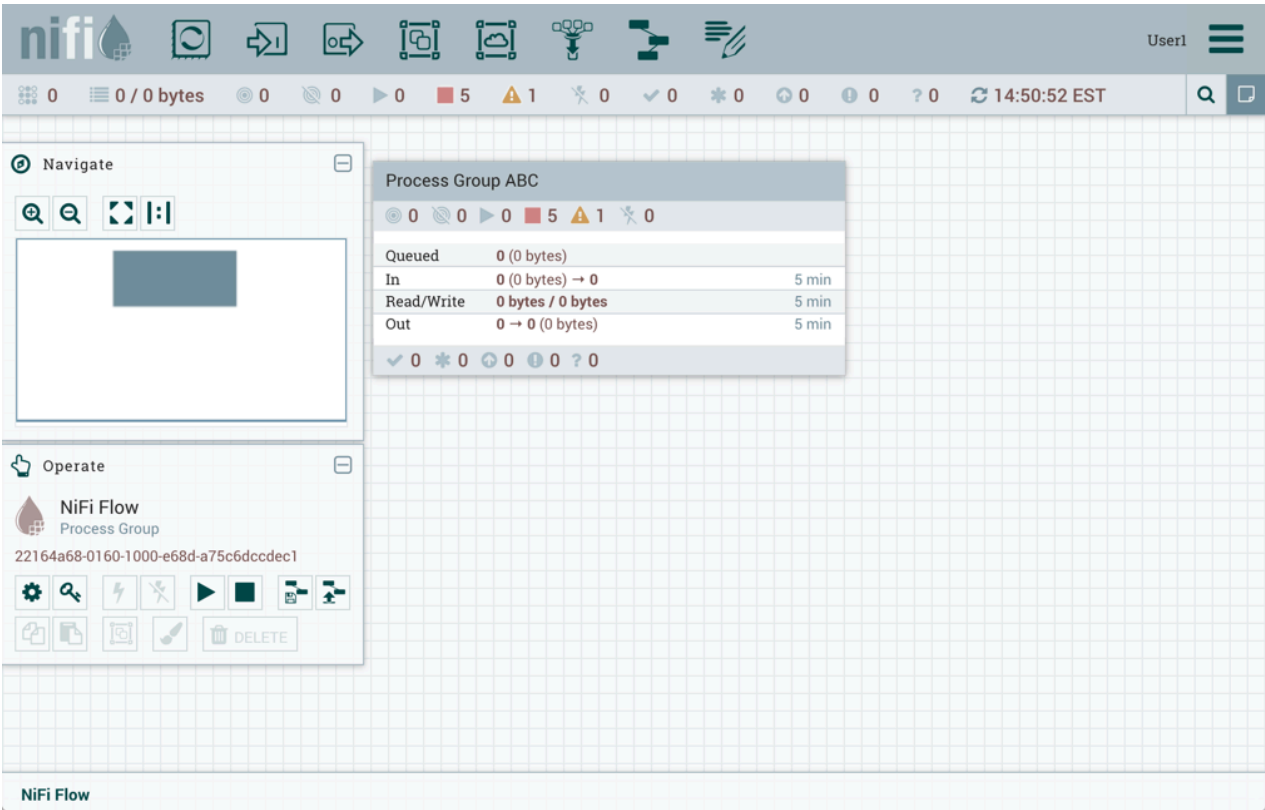 nifi
User1
0 0 / 0 bytes 0 0 0 5 1 0 0 0 0 0 ? 0 14:50:52 EST
Navigate
Process Group ABC
0 0 0 5 1 0
Queued 0 (0 bytes)
In 0 (0 bytes) → 0 5 min
Read/Write 0 bytes / 0 bytes 5 min
Out 0 → 0 (0 bytes) 5 min
0 0 0 0 ? 0
Operate
NiFi Flow
Process Group
22164a68-0160-1000-e68d-a75c6dccdec1
DELETE
NiFi Flow